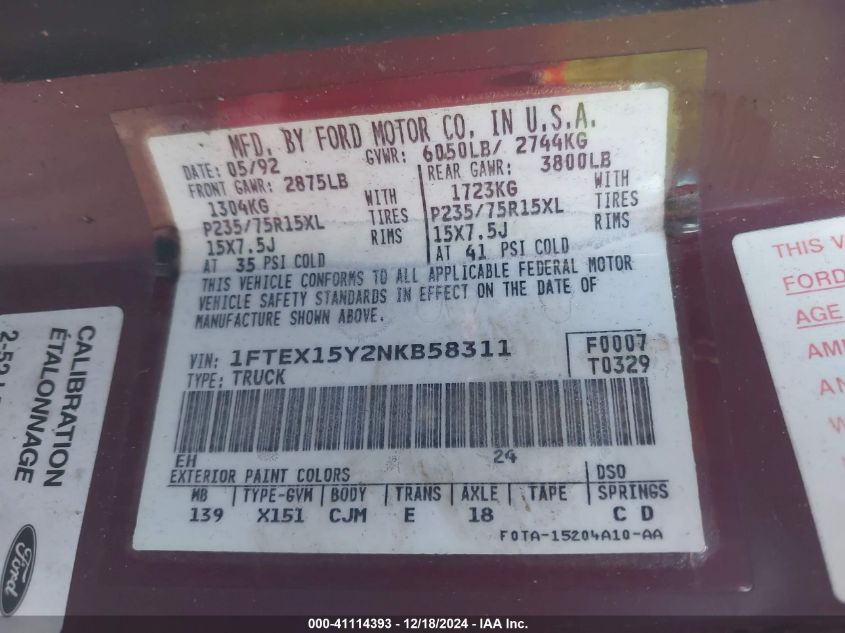 MFD. BY FORD MOTOR CO. IN U.S.A.
DATE: 05/92 GVWR: 6050LB/ 2744KG
FRONT GAWR: 2875LB REAR GAWR: 3800LB
1304KG WITH 1723KG WITH
P235/75R15XL TIRES P235/75R15XL TIRES
15X7.5J RIMS 15X7.5J RIMS
AT 35 PSI COLD AT 41 PSI COLD
THIS VEHICLE CONFORMS TO ALL APPLICABLE FEDERAL MOTOR
VEHICLE SAFETY STANDARDS IN EFFECT ON THE DATE OF
MANUFACTURE SHOWN ABOVE.
VIN: 1FTEX15Y2NKB58311 F0007
TYPE: TRUCK T0329
EH 24
EXTERIOR PAINT COLORS DSO
WB TYPE-GVW BODY TRANS AXLE TAPE SPRINGS
139 X151 CJM E 18 C D
F0TA-15204A10-AA
CALIBRATION
ÉTALONNAGE
Ford
THIS V
FORD
AGE
AM
AN
000-41114393 - 12/18/2024 - IAA Inc.